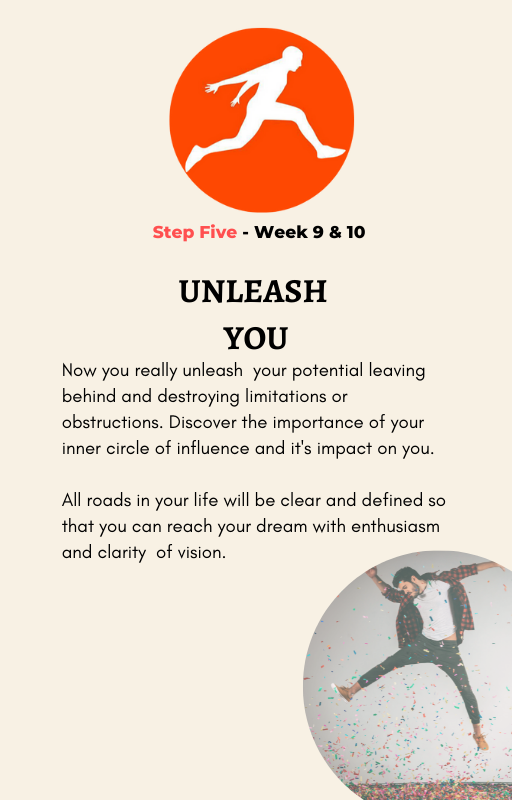 Step Five - Week 9 & 10
UNLEASH
YOU
Now you really unleash  your potential leaving
behind and destroying limitations or
obstructions. Discover the importance of your
inner circle of influence and it's impact on you.
All roads in your life will be clear and defined so
that you can reach your dream with enthusiasm
and clarity  of vision.